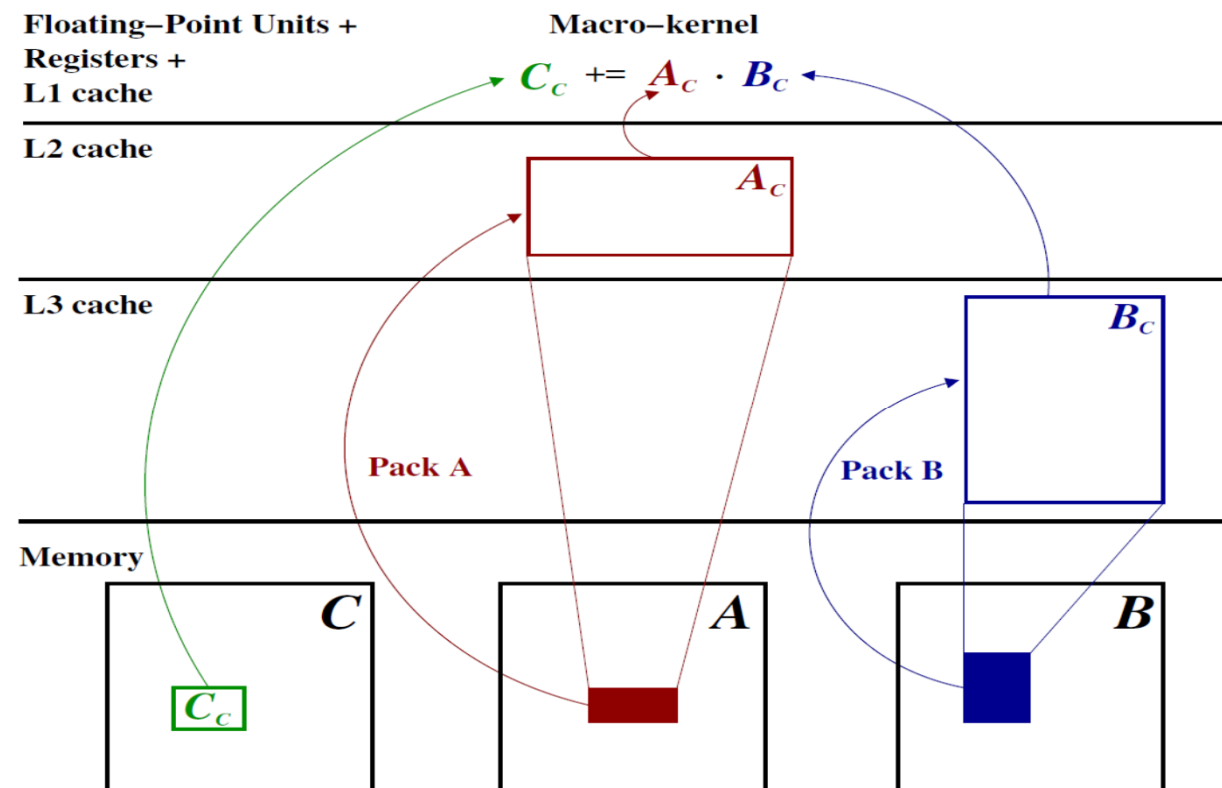 Floating-Point Units +
Registers +
L1 cache
Macro-kernel
C_C += A_C · B_C
L2 cache
A_C
L3 cache
B_C
Pack A
Pack B
Memory
C
A
B
C_C